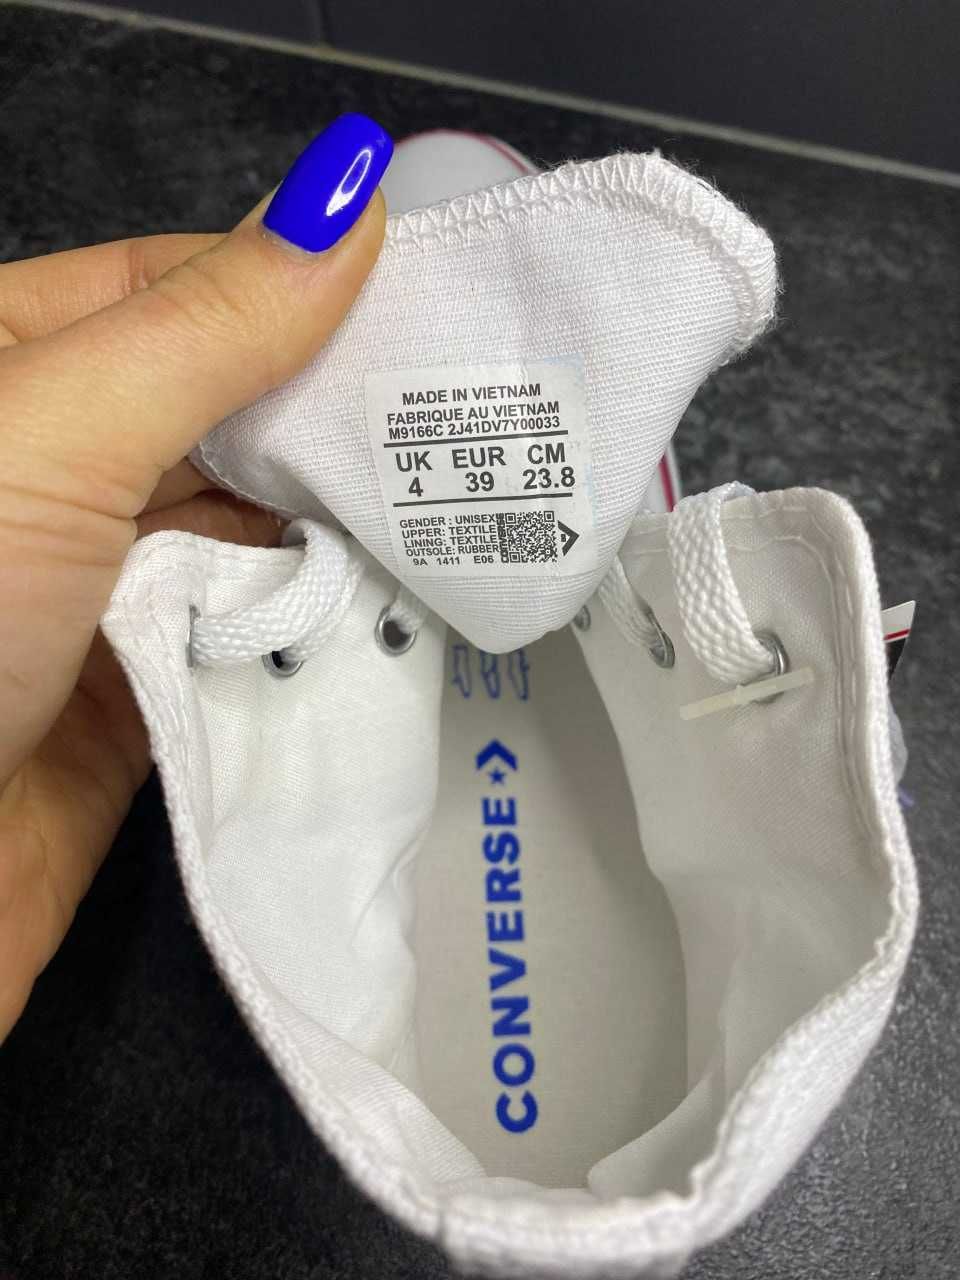 MADE IN VIETNAM
FABRIQUE AU VIETNAM
M9166C 2J41DV7Y00033
UK EUR CM
4 39 23.8
GENDER : UNISEX
UPPER: TEXTILE
LINING: TEXTILE
OUTSOLE: RUBBER
9A 1411 E06
CONVERSE